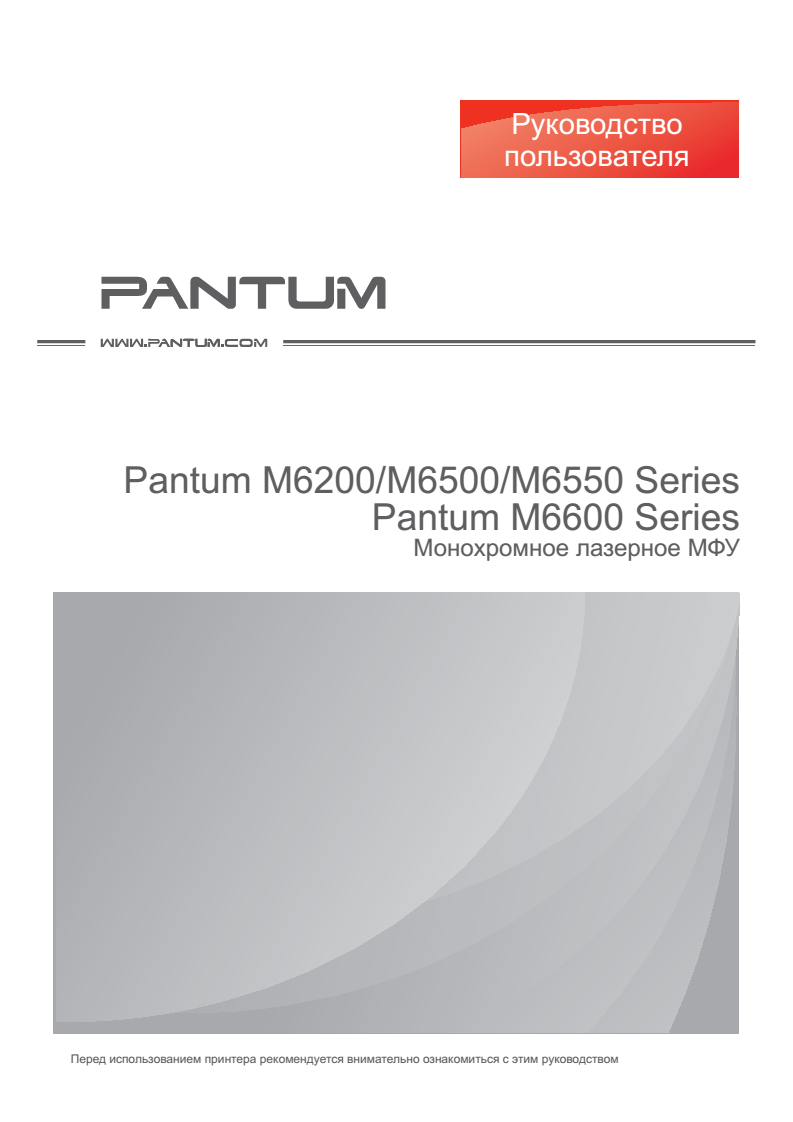 Руководство
пользователя
PANTUM
WWW.PANTUM.COM
Pantum M6200/M6500/M6550 Series
Pantum M6600 Series
Монохромное лазерное МФУ
Перед использованием принтера рекомендуется внимательно ознакомиться с этим руководством